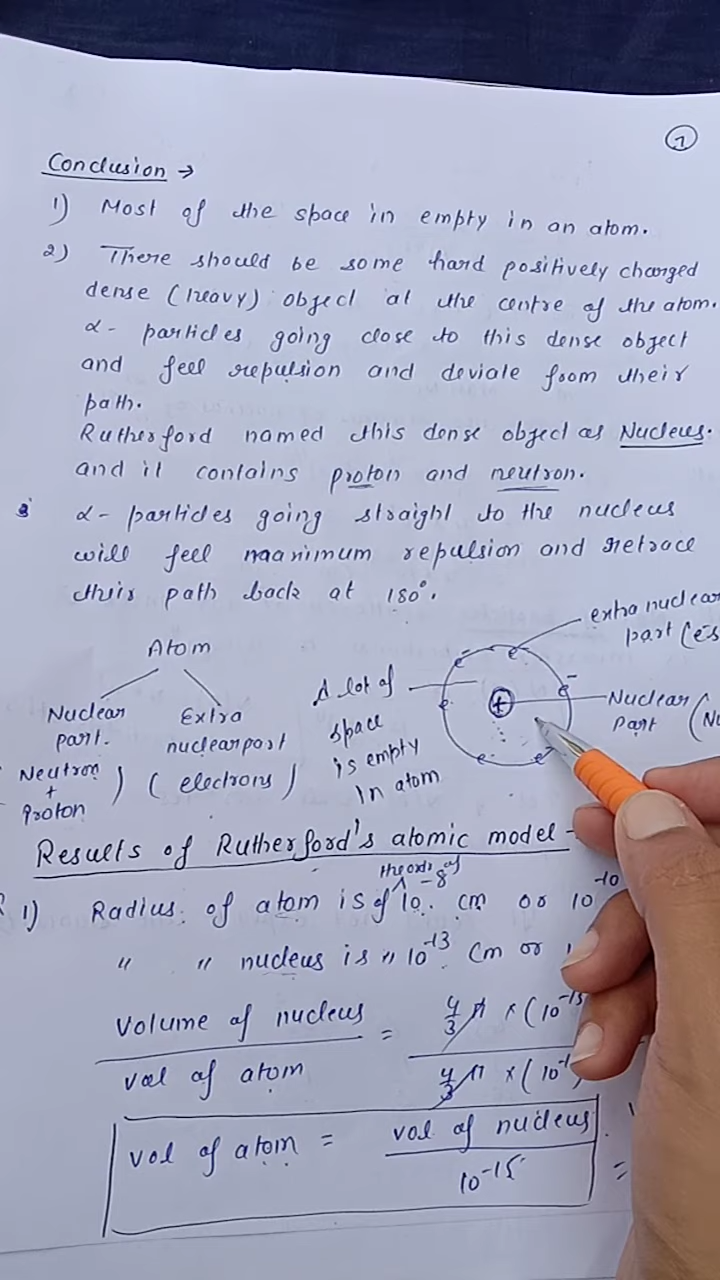 7
Conclusion →
1) Most of the space in empty in an atom.
2) There should be some hard positively charged
dense (heavy) object at the centre of the atom.
α- particles going close to this dense object
and feel repulsion and deviate from their
path.
Rutherford named this dense object as Nucleus.
and it contains proton and neutron.
3 α- particles going straight to the nucleus
will feel maximum repulsion and retrace
their path back at 180°.
Atom
Nuclear part.
Neutron + proton )
Extra nuclear part
( electrons )
A lot of space is empty in atom
extra nuclear part (e⁻s
e⁻ e⁻ e⁻ e⁻ e⁻ e⁻
+
Nuclear part
Results of Rutherford's atomic model -
1) Radius. of atom is of the order of 10⁻⁸ cm or 10⁻¹⁰
" " nucleus is " 10⁻¹³ cm or
Volume of nucleus / vol of atom = 4/3 π × (10⁻¹³ / 4/3 π × (10
vol of atom = vol of nucleus / 10⁻¹⁵
=